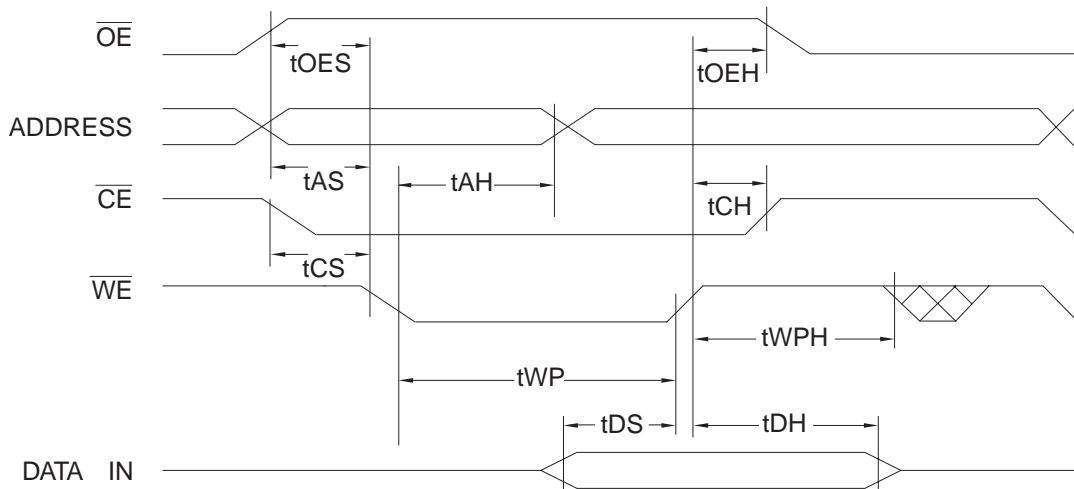 OE
tOES
tOEH
ADDRESS
tAS
tAH
CE
tCH
tCS
WE
tWPH
tWP
tDS
tDH
DATA IN